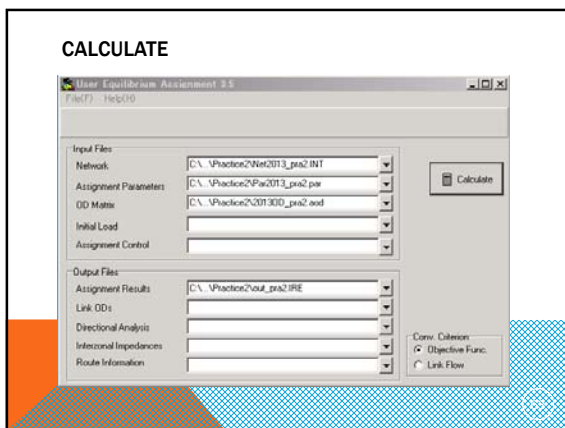 CALCULATE
User Equilibrium Assignment 3.5
File(F) Help(H)
Input Files
Network C:\...\Practice2\Net2013_pra2.INT
Assignment Parameters C:\...\Practice2\Par2013_pra2.par
OD Matrix C:\...\Practice2\2013OD_pra2.aod
Initial Load
Assignment Control
Calculate
Output Files
Assignment Results C:\...\Practice2\out_pra2.IRE
Link ODs
Directional Analysis
Interzonal Impedances
Route Information
Conv. Criterion
Objective Func.
Link Flow